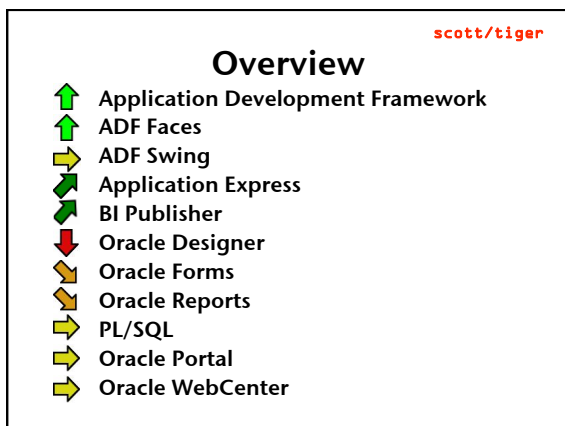 scott/tiger
Overview
Application Development Framework
ADF Faces
ADF Swing
Application Express
BI Publisher
Oracle Designer
Oracle Forms
Oracle Reports
PL/SQL
Oracle Portal
Oracle WebCenter